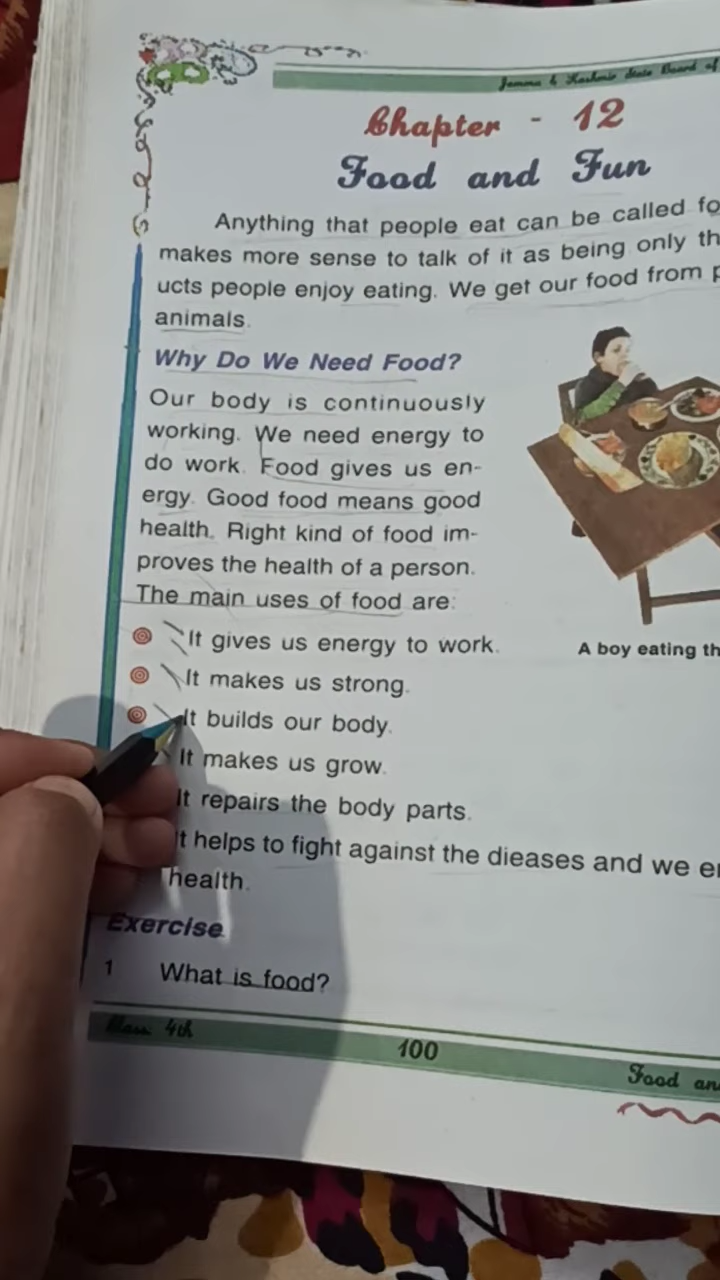 Jammu & Kashmir State Board of
Chapter - 12
Food and Fun
Anything that people eat can be called
makes more sense to talk of it as being only
ucts people enjoy eating. We get our food from
animals.
Why Do We Need Food?
Our body is continuously
working. We need energy to
do work. Food gives us en-
ergy. Good food means good
health. Right kind of food im-
proves the health of a person.
The main uses of food are:
It gives us energy to work.
It makes us strong.
It builds our body.
It makes us grow.
It repairs the body parts.
It helps to fight against the dieases and we
health.
A boy eating
Exercise
1 What is food?
Class 4th
100
Food